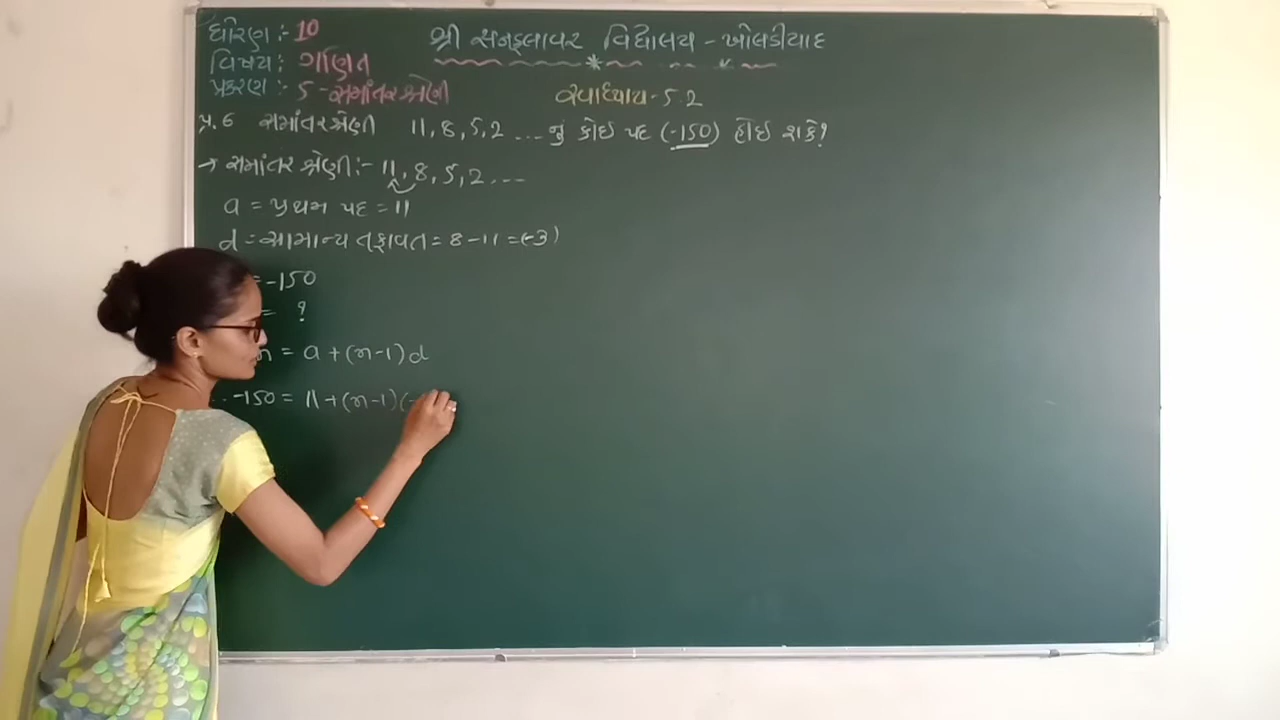 ધોરણ :- 10
શ્રી સનફ્લાવર વિદ્યાલય - ખોલડીયાદ
વિષય : ગણિત
પ્રકરણ :- 5 - સમાંતર શ્રેણી
સ્વાધ્યાય - 5.2
પ્ર. 6 સમાંતર શ્રેણી 11, 8, 5, 2 ... નું કોઈ પદ (-150) હોઈ શકે?
→ સમાંતર શ્રેણી :- 11, 8, 5, 2 ...
a = પ્રથમ પદ = 11
d = સામાન્ય તફાવત = 8 - 11 = (-3)
= -150
= ?
n = a + (n-1) d
-150 = 11 + (n-1) (-